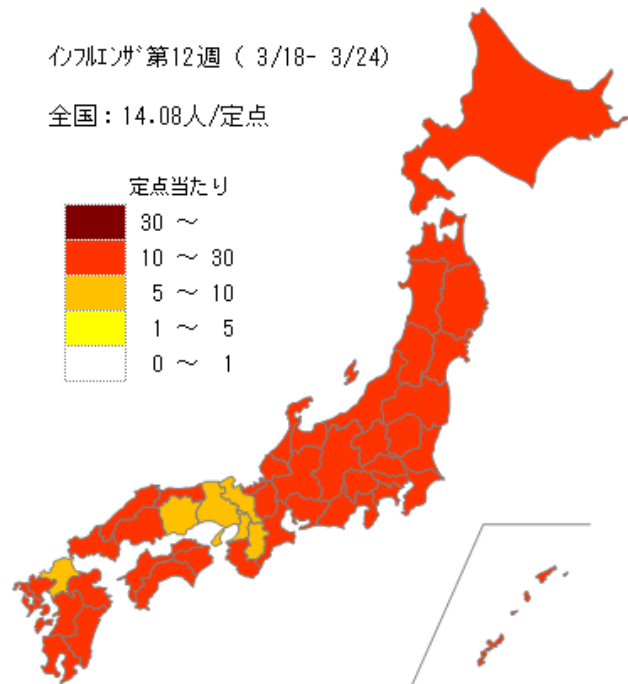 インフルエンザ第12週 ( 3/18- 3/24)
全国：14.08人/定点
定点当たり
30 ～
10 ～ 30
5 ～ 10
1 ～ 5
0 ～ 1